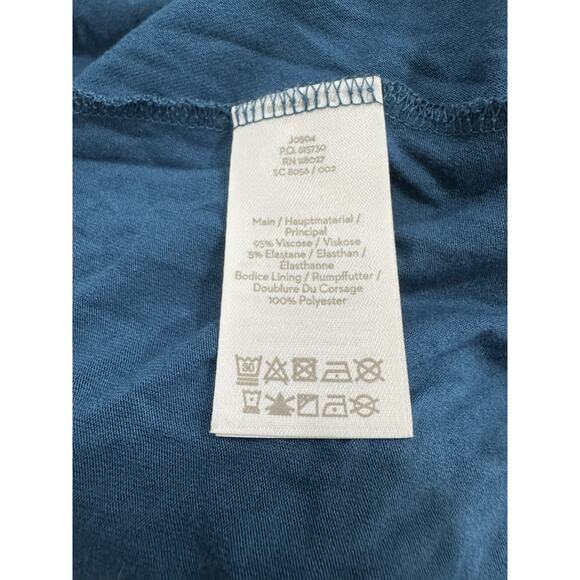 J0504
P.O. 615730
RN 118027
SC 8056 / 002
Main / Hauptmaterial /
Principal
95% Viscose / Viskose
5% Elastane / Elasthan /
Élasthanne
Bodice Lining / Rumpffutter /
Doublure Du Corsage
100% Polyester
30